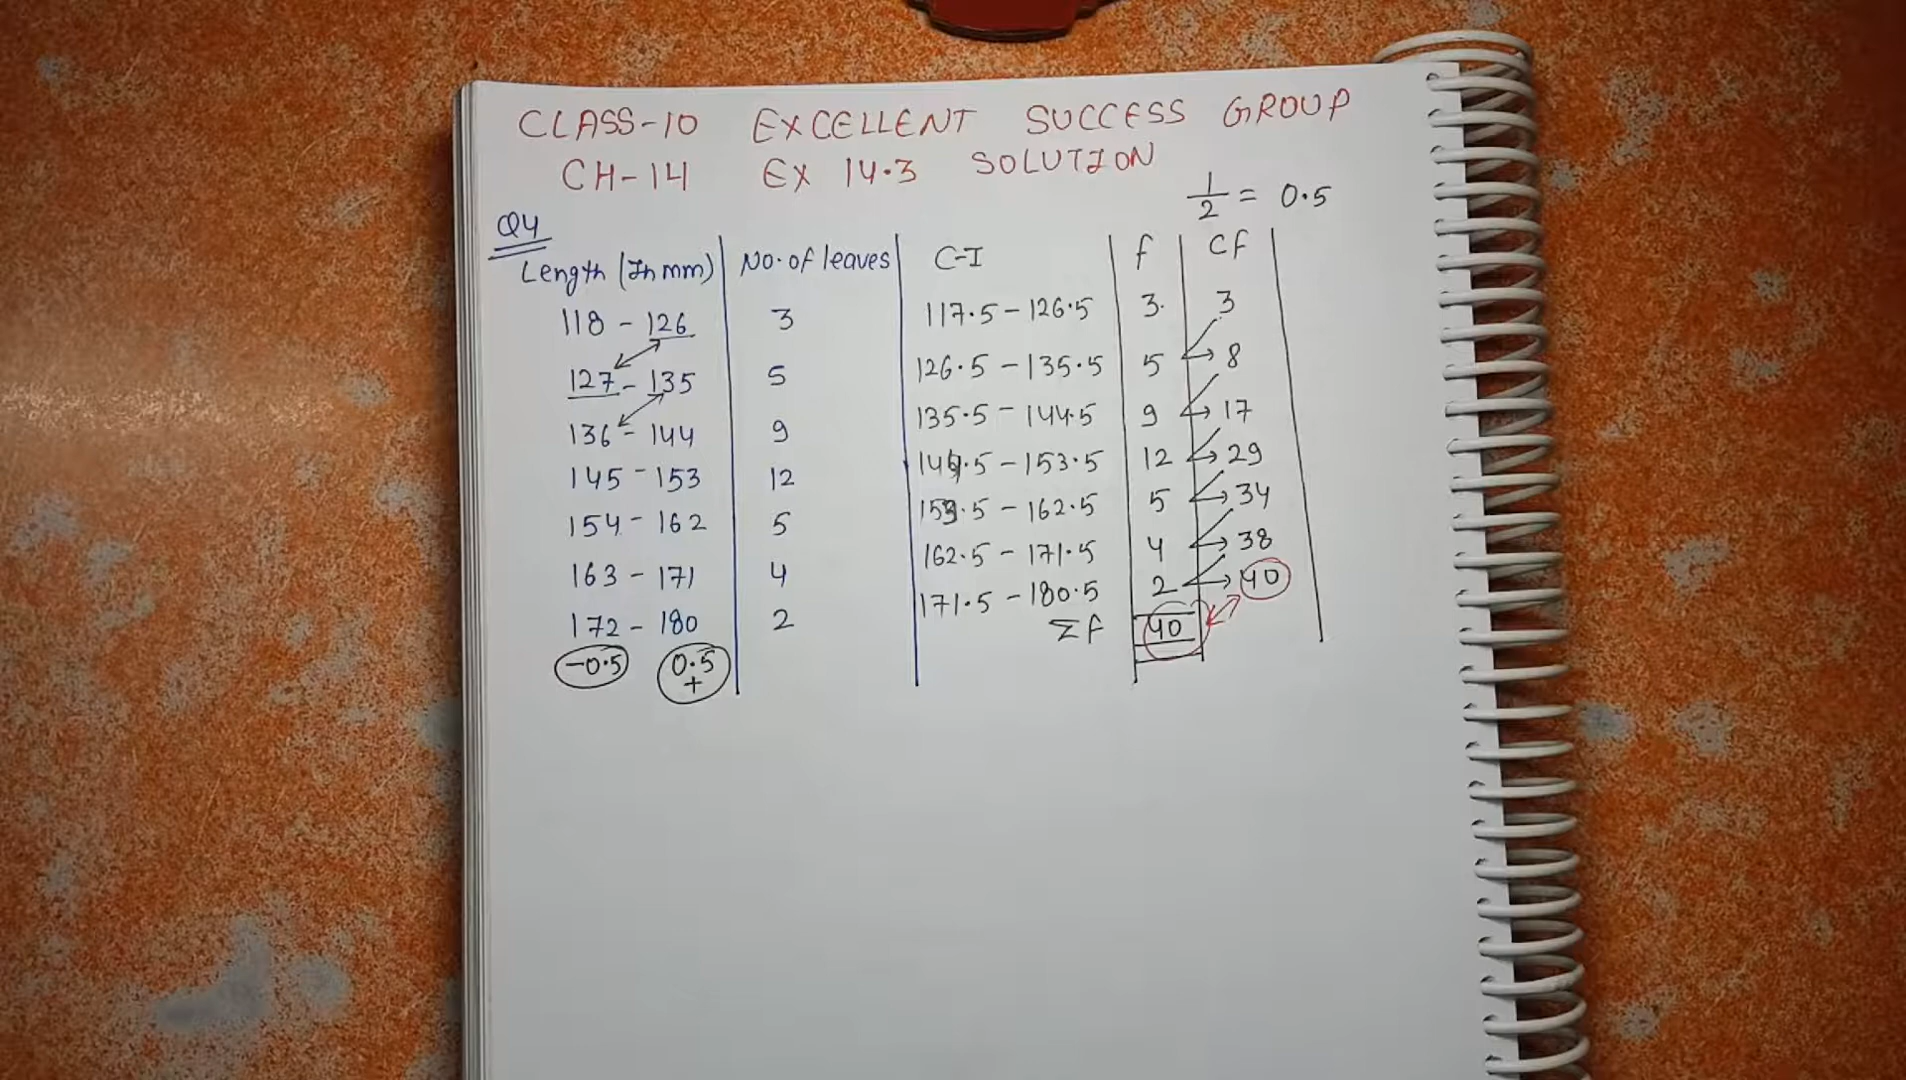 CLASS-10 EXCELLENT SUCCESS GROUP
CH-14 EX 14.3 SOLUTION
1/2 = 0.5
Q4
Length (In mm) No. of leaves C-I f cf
118 - 126 3 117.5 - 126.5 3. 3
127 - 135 5 126.5 - 135.5 5 8
136 - 144 9 135.5 - 144.5 9 17
145 - 153 12 144.5 - 153.5 12 29
154 - 162 5 153.5 - 162.5 5 34
163 - 171 4 162.5 - 171.5 4 38
172 - 180 2 171.5 - 180.5 2 40
Σf 40
-0.5 0.5
+